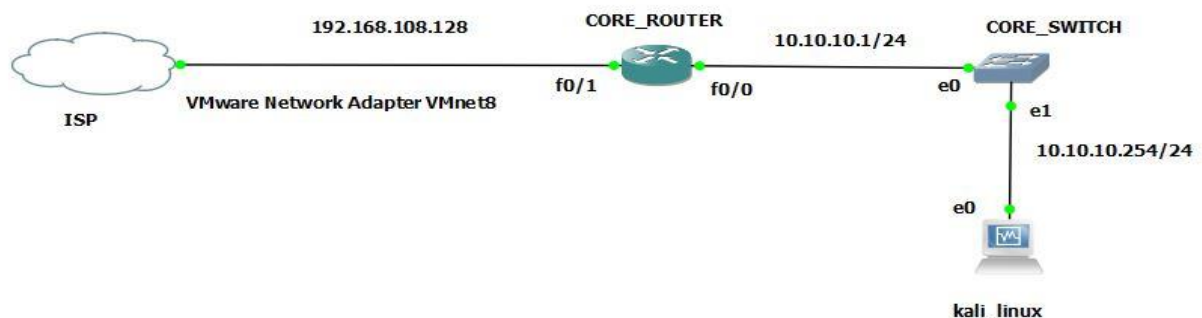 CORE_ROUTER
CORE_SWITCH
192.168.108.128
10.10.10.1/24
f0/1
f0/0
e0
VMware Network Adapter VMnet8
ISP
e1
10.10.10.254/24
e0
kali_linux